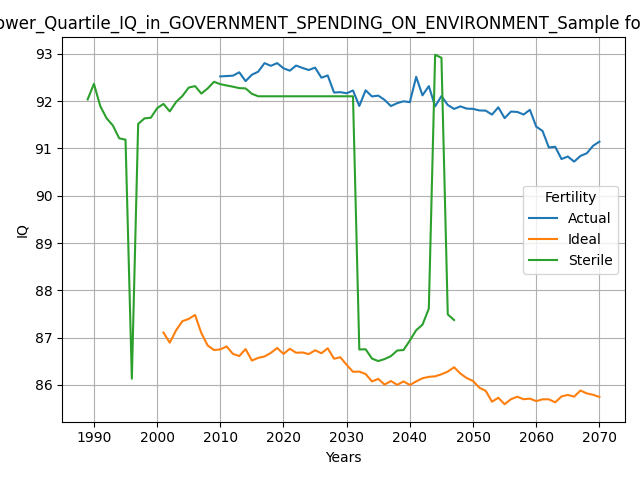 ower_Quartile_IQ_in_GOVERNMENT_SPENDING_ON_ENVIRONMENT_Sample fo
93
92
91
90
89
88
87
86
IQ
Fertility
Actual
Ideal
Sterile
1990 2000 2010 2020 2030 2040 2050 2060 2070
Years